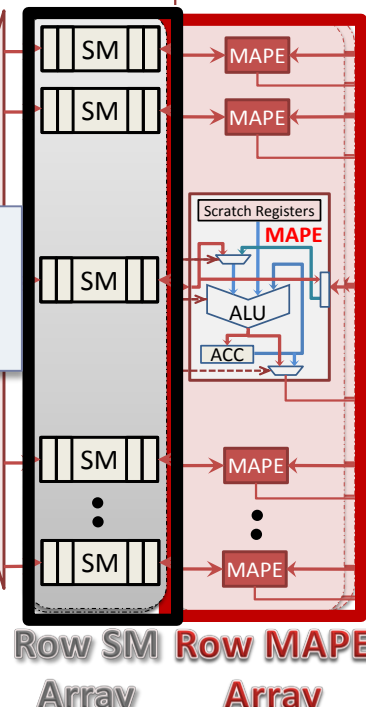 SM MAPE
SM MAPE
Scratch Registers
MAPE
SM
ALU
ACC
SM MAPE
SM MAPE
Row SM Row MAPE
Array Array